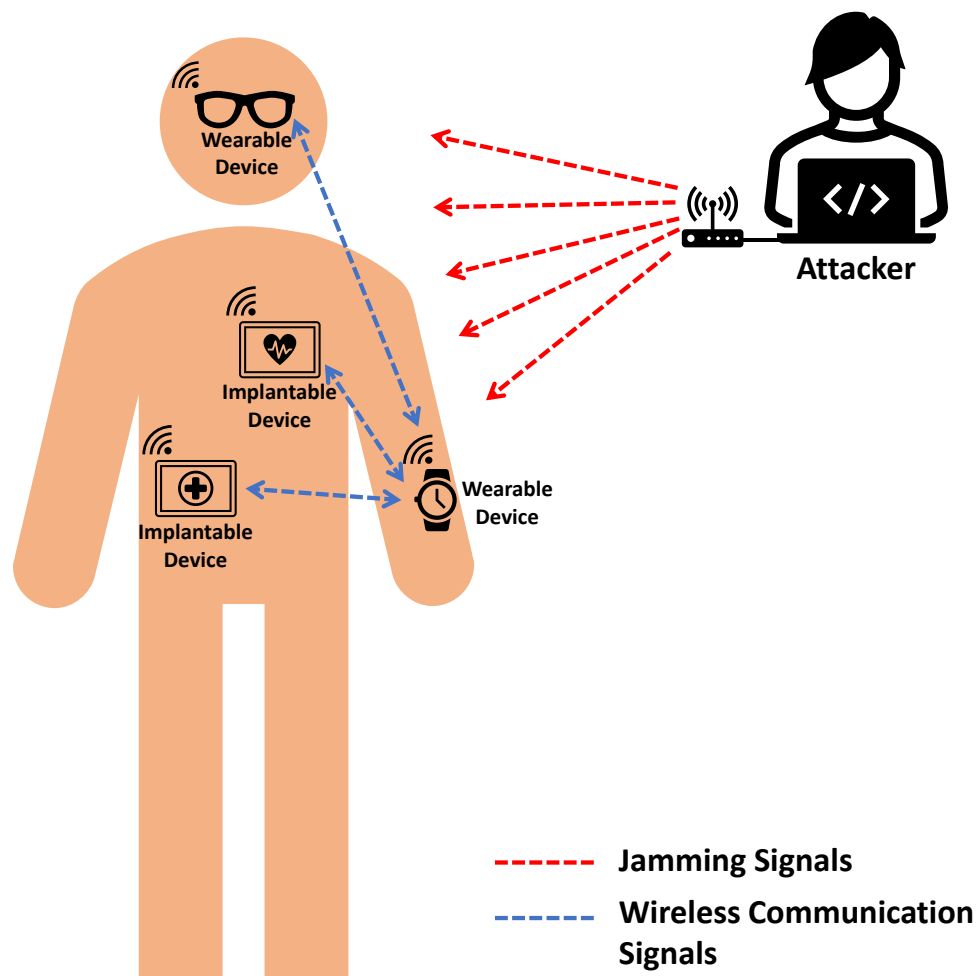 Wearable
Device
</>
Attacker
Implantable
Device
Wearable
Device
Implantable
Device
Jamming Signals
Wireless Communication
Signals